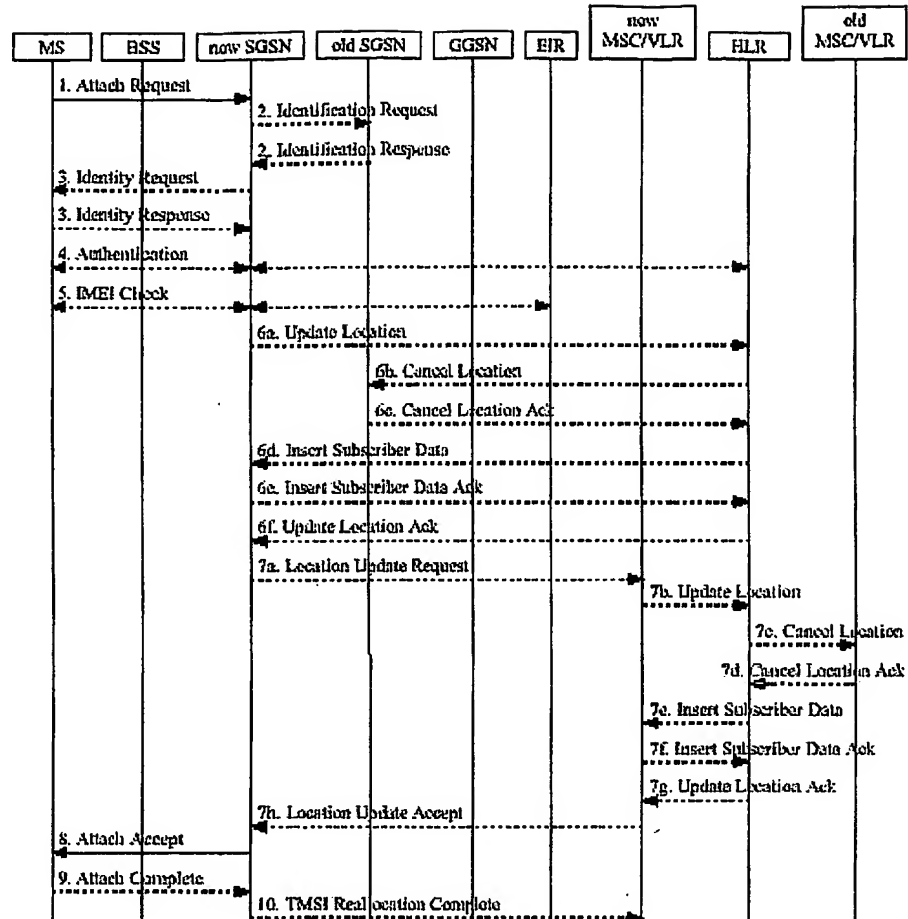 MS
BSS
new SGSN
old SGSN
GGSN
EIR
new
MSC/VLR
HLR
old
MSC/VLR
1. Attach Request
2. Identification Request
2. Identification Response
3. Identity Request
3. Identity Response
4. Authentication
5. IMEI Check
6a. Update Location
6b. Cancel Location
6c. Cancel Location Ack
6d. Insert Subscriber Data
6e. Insert Subscriber Data Ack
6f. Update Location Ack
7a. Location Update Request
7b. Update Location
7c. Cancel Location
7d. Cancel Location Ack
7e. Insert Subscriber Data
7f. Insert Subscriber Data Ack
7g. Update Location Ack
7h. Location Update Accept
8. Attach Accept
9. Attach Complete
10. TMSI Reallocation Complete